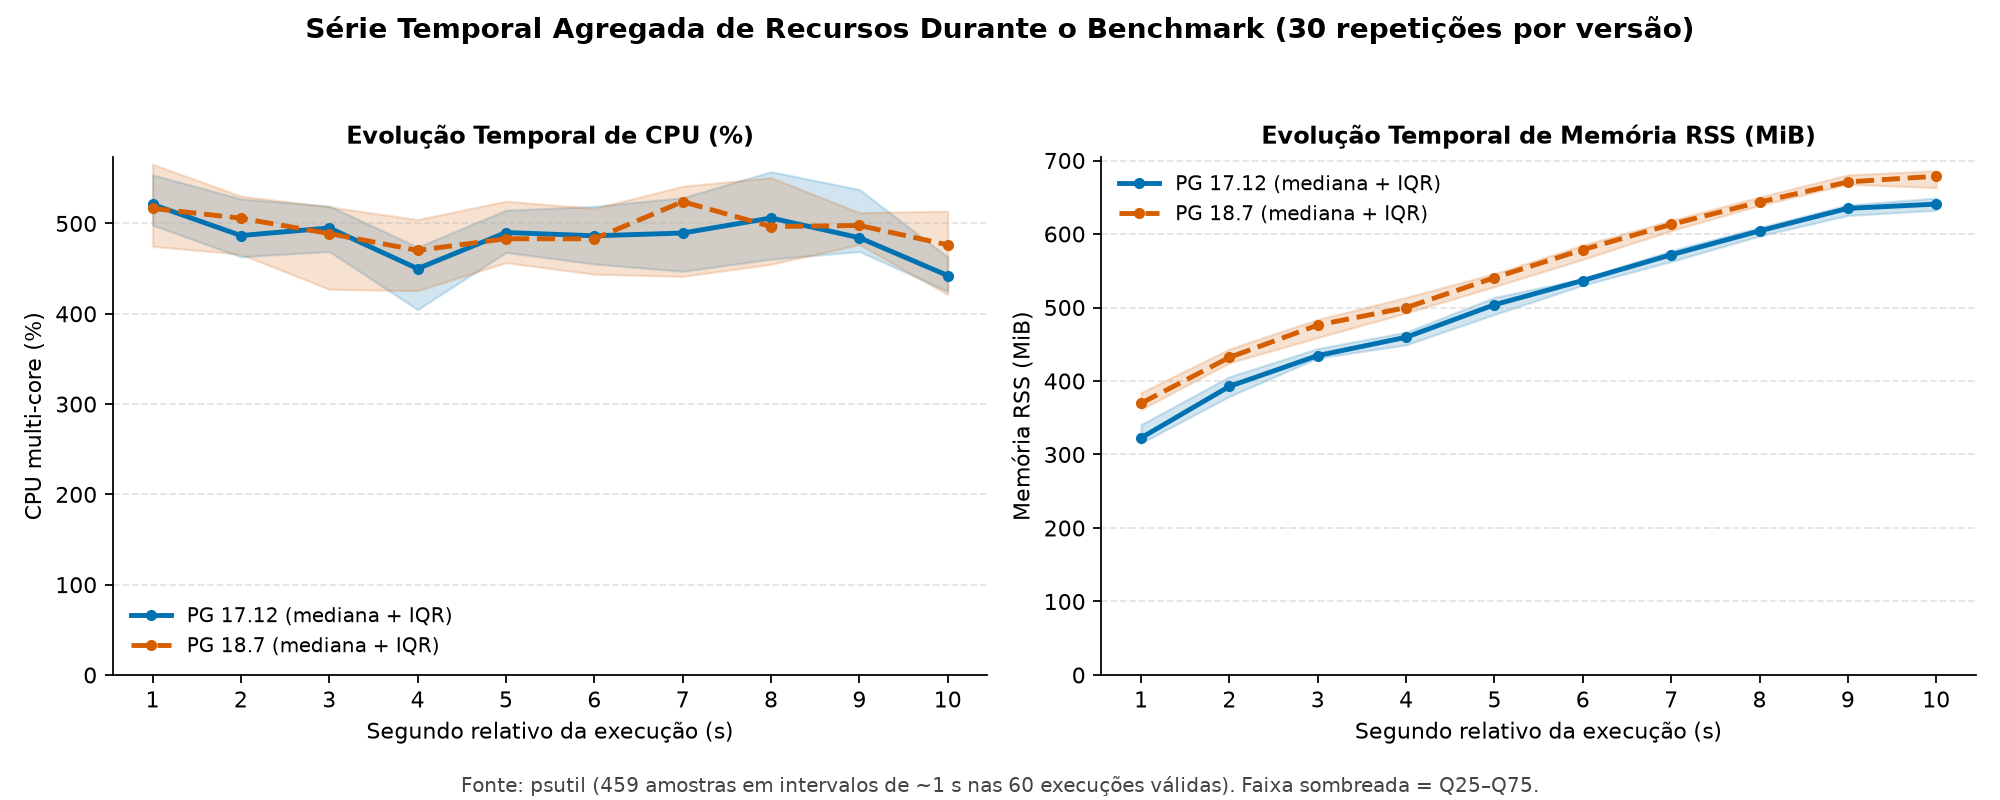 Série Temporal Agregada de Recursos Durante o Benchmark (30 repetições por versão)
Evolução Temporal de CPU (%)
CPU multi-core (%)
500
400
300
200
100
0
PG 17.12 (mediana + IQR)
PG 18.7 (mediana + IQR)
1 2 3 4 5 6 7 8 9 10
Segundo relativo da execução (s)
Evolução Temporal de Memória RSS (MiB)
Memória RSS (MiB)
700
600
500
400
300
200
100
0
PG 17.12 (mediana + IQR)
PG 18.7 (mediana + IQR)
1 2 3 4 5 6 7 8 9 10
Segundo relativo da execução (s)
Fonte: psutil (459 amostras em intervalos de ~1 s nas 60 execuções válidas). Faixa sombreada = Q25–Q75.